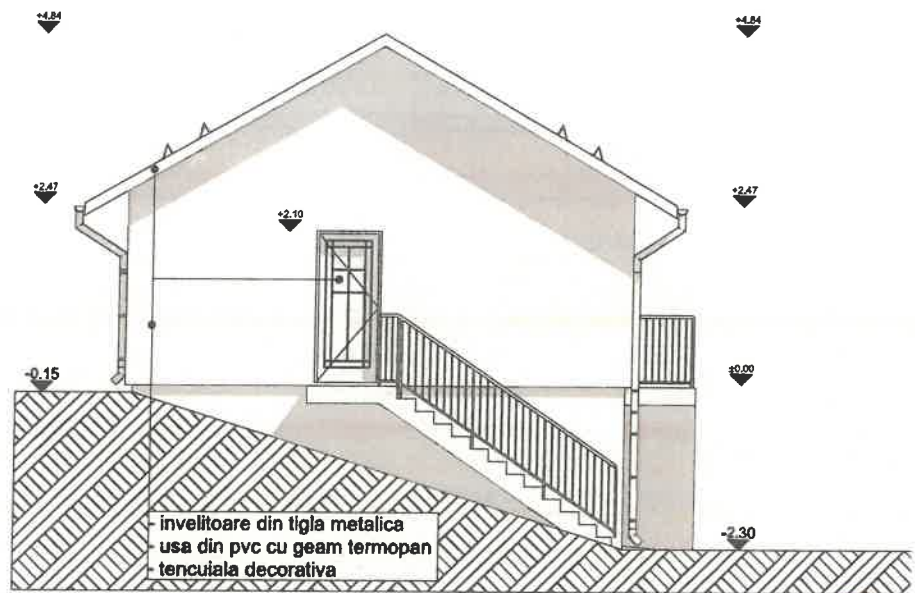 +4.84
+4.84
+2.47
+2.47
+2.10
-0.15
±0.00
-2.30
- invelitoare din tigla metalica
- usa din pvc cu geam termopan
- tencuiala decorativa